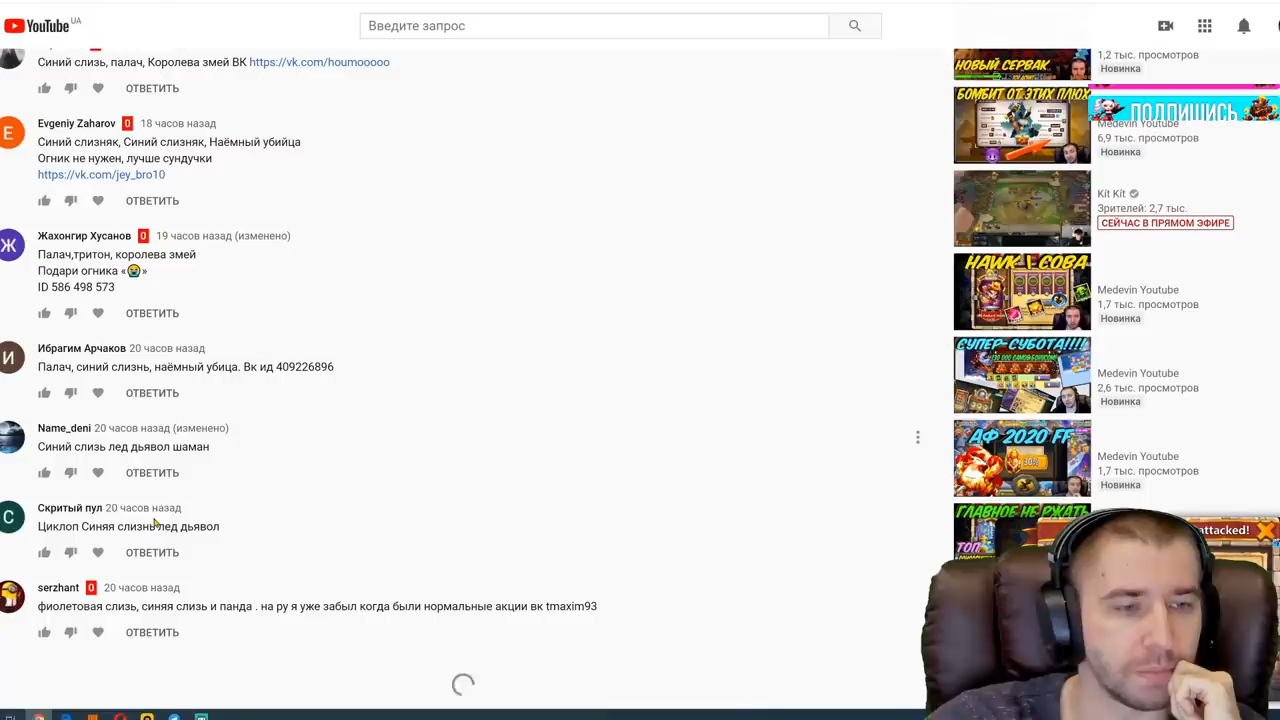 YouTube UA
Введите запрос
Синий слизь, палач, Королева змей ВК https://vk.com/houmooooo
ОТВЕТИТЬ
Evgeniy Zaharov 0 18 часов назад
Синий слизняк, Синий слизняк, Наёмный убийца
Огник не нужен, лучше сундучки
https://vk.com/jey_bro10
ОТВЕТИТЬ
Жахонгир Хусанов 0 19 часов назад (изменено)
Палач,тритон, королева змей
Подари огника «😭»
ID 586 498 573
ОТВЕТИТЬ
Ибрагим Арчаков 20 часов назад
Палач, синий слизнь, наёмный убица. Вк ид 409226896
ОТВЕТИТЬ
Name_deni 20 часов назад (изменено)
Синий слизь лед дьявол шаман
ОТВЕТИТЬ
Скритый пул 20 часов назад
Циклоп Синяя слизнь лед дьявол
ОТВЕТИТЬ
serzhant 0 20 часов назад
фиолетовая слизь, синяя слизь и панда . на ру я уже забыл когда были нормальные акции вк tmaxim93
ОТВЕТИТЬ
НОВЫЙ СЕРВАК
1,2 тыс. просмотров
Новинка
ПОДПИШИСЬ
БОМБИТ ОТ ЭТИХ ПЛЮХ
Medevin Youtube
6,9 тыс. просмотров
Новинка
Kít Kít
Зрителей: 2,7 тыс.
СЕЙЧАС В ПРЯМОМ ЭФИРЕ
HAWK | СОВА
Medevin Youtube
1,7 тыс. просмотров
Новинка
СУПЕР-СУБОТА!!!!
Medevin Youtube
2,6 тыс. просмотров
Новинка
АФ 2020 FF
30%
Medevin Youtube
1,7 тыс. просмотров
Новинка
ГЛАВНОЕ НЕ РЖАТЬ
ТОП
attacked!